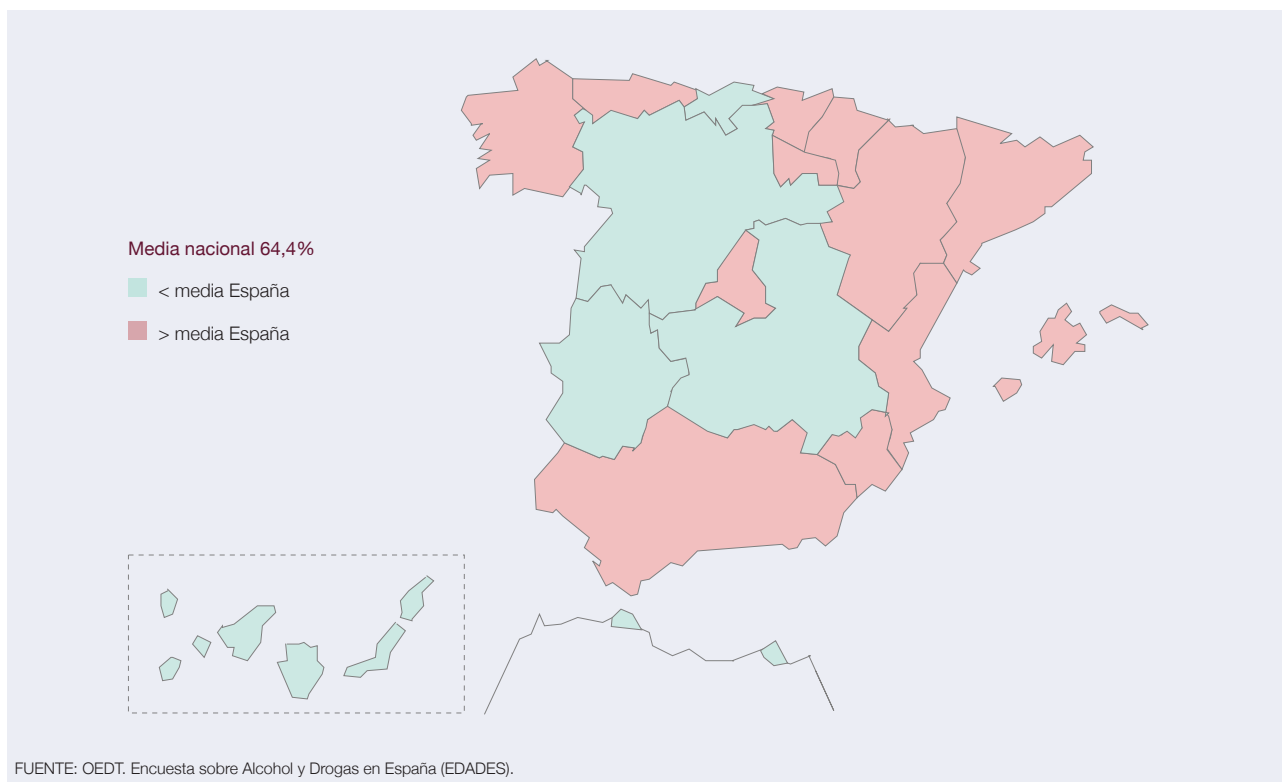 Media nacional 64,4%
< media España
> media España
FUENTE: OEDT. Encuesta sobre Alcohol y Drogas en España (EDADES).